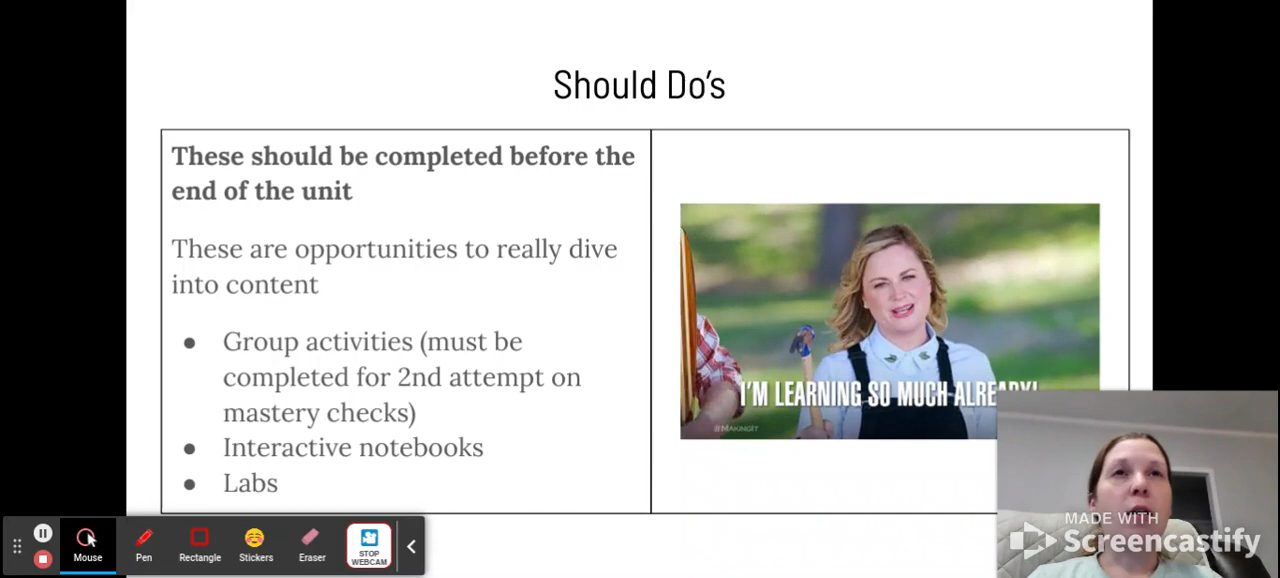 Should Do's
These should be completed before the
end of the unit
These are opportunities to really dive
into content
● Group activities (must be
completed for 2nd attempt on
mastery checks)
● Interactive notebooks
● Labs
I'M LEARNING SO MUCH ALREADY!
#MAKINGIT
Mouse
Pen
Rectangle
Stickers
Eraser
STOP
WEBCAM
MADE WITH
Screencastify